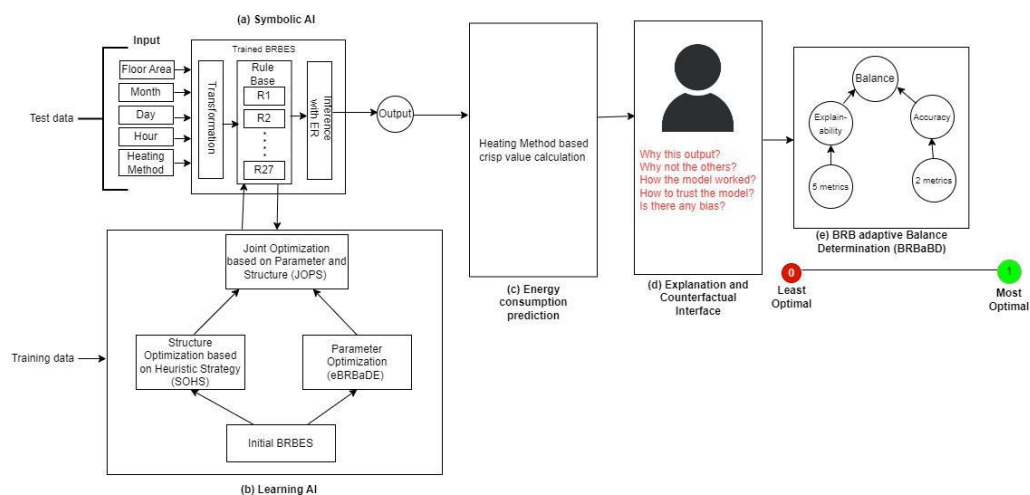 (a) Symbolic AI
Input
Test data
Floor Area
Month
Day
Hour
Heating
Method
Trained BRBES
Transformation
Rule
Base
R1
R2
R27
Inference
with ER
Output
Training data
Joint Optimization
based on Parameter and
Structure (JOPS)
Structure
Optimization based
on Heuristic Strategy
(SOHS)
Parameter
Optimization
(eBRBaDE)
Initial BRBES
(b) Learning AI
Heating Method based
crisp value calculation
(c) Energy
consumption
prediction
Why this output?
Why not the others?
How the model worked?
How to trust the model?
Is there any bias?
(d) Explanation and
Counterfactual
Interface
Balance
Explain-
ability
Accuracy
5 metrics
2 metrics
(e) BRB adaptive Balance
Determination (BRBaBD)
0
1
Least
Optimal
Most
Optimal